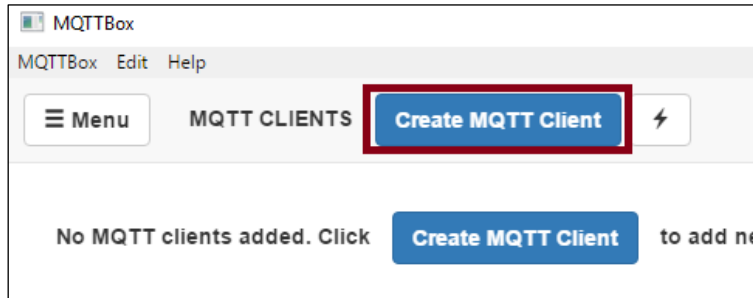 MQTTBox
MQTTBox Edit Help
Menu MQTT CLIENTS Create MQTT Client
No MQTT clients added. Click Create MQTT Client to add